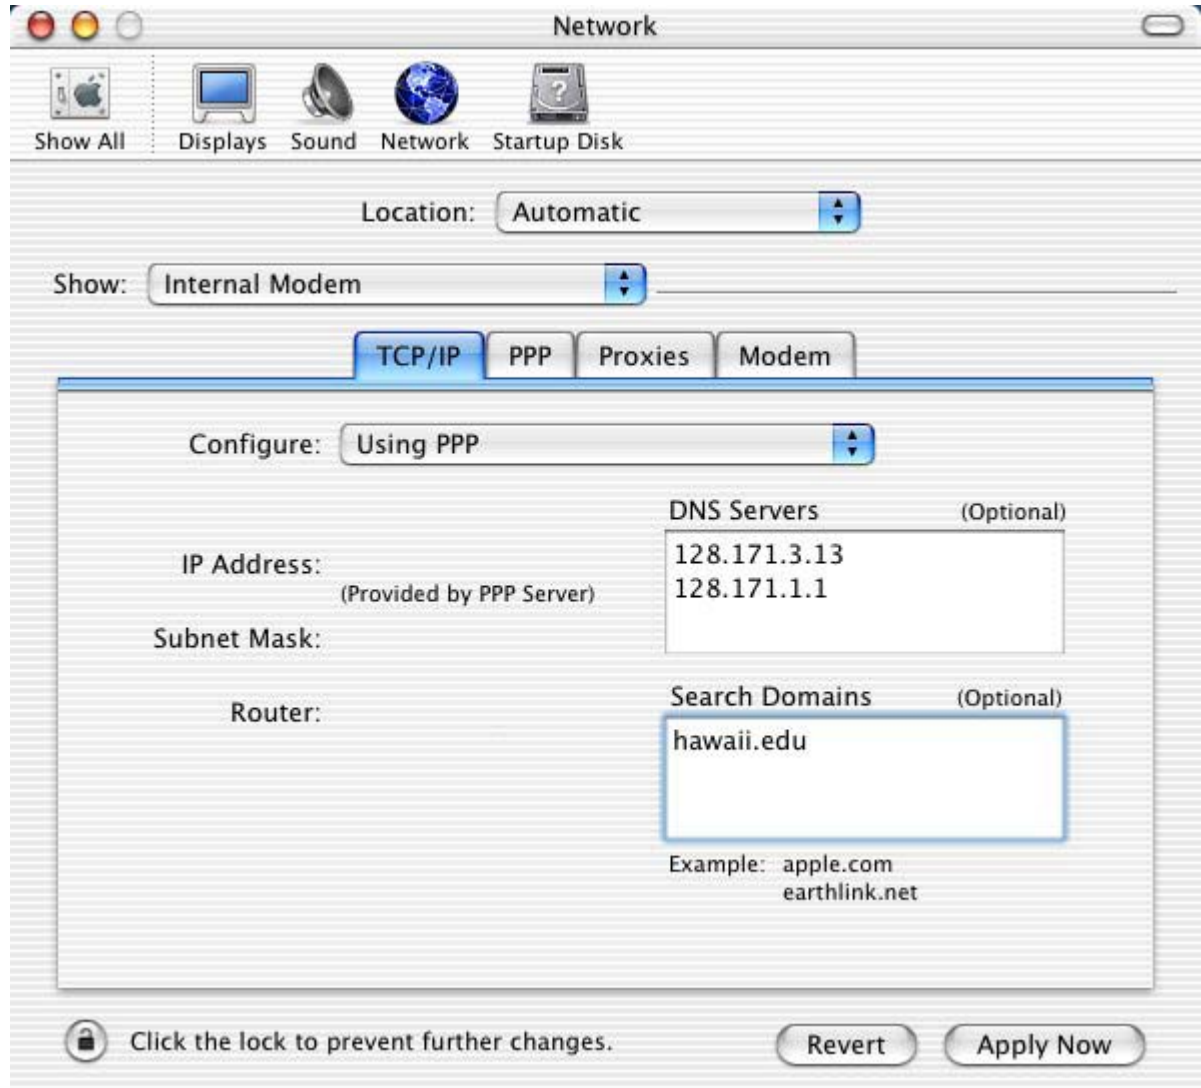 Network
Show All
Displays
Sound
Network
Startup Disk
Location: Automatic
Show: Internal Modem
TCP/IP
PPP
Proxies
Modem
Configure: Using PPP
DNS Servers (Optional)
128.171.3.13
128.171.1.1
IP Address:
(Provided by PPP Server)
Subnet Mask:
Router:
Search Domains (Optional)
hawaii.edu
Example: apple.com
earthlink.net
Click the lock to prevent further changes.
Revert
Apply Now